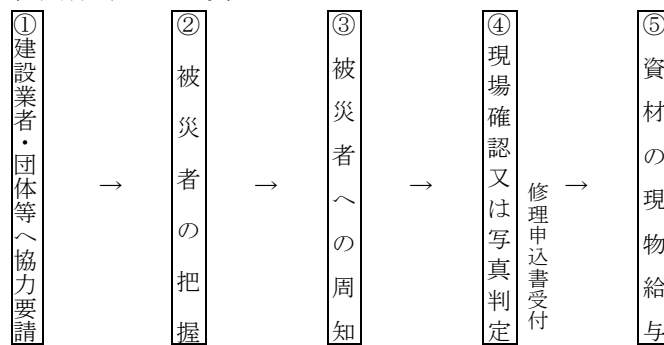 ①建設業者・団体等へ協力要請
→
②被災者の把握
→
③被災者への周知
→
④現場確認又は写真判定
修理申込書受付
→
⑤資材の現物給与